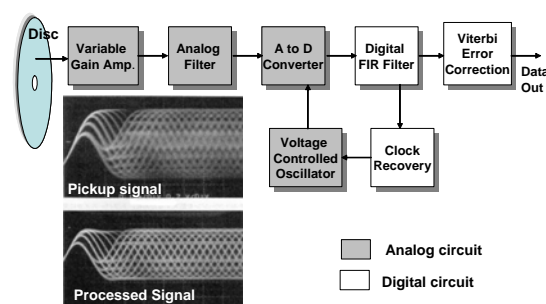 Disc
Variable
Gain Amp.
Analog
Filter
A to D
Converter
Digital
FIR Filter
Viterbi
Error
Correction
Data
Out
Voltage
Controlled
Oscillator
Clock
Recovery
Pickup signal
Processed Signal
Analog circuit
Digital circuit